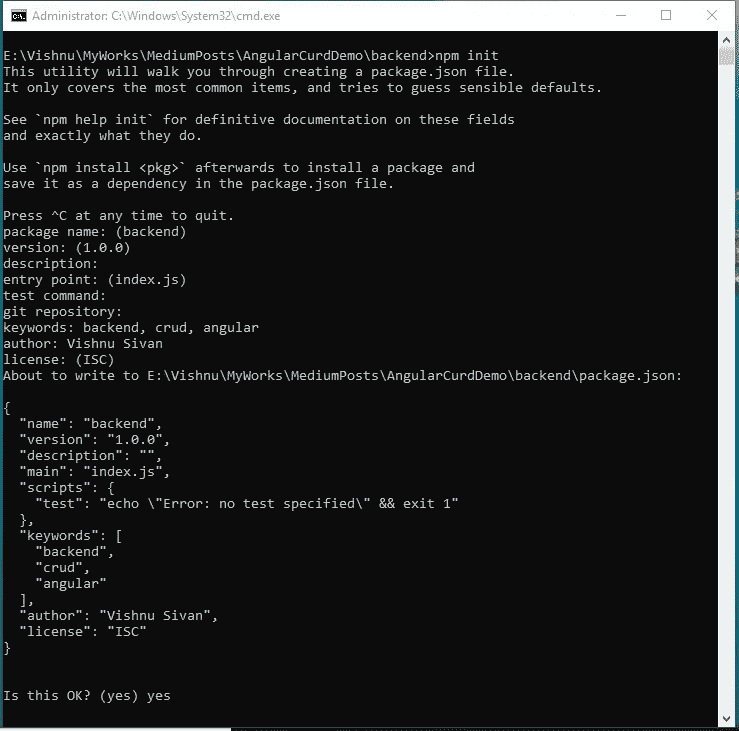 Administrator: C:\Windows\System32\cmd.exe
E:\Vishnu\MyWorks\MediumPosts\AngularCurdDemo\backend>npm init
This utility will walk you through creating a package.json file.
It only covers the most common items, and tries to guess sensible defaults.
See `npm help init` for definitive documentation on these fields
and exactly what they do.
Use `npm install <pkg>` afterwards to install a package and
save it as a dependency in the package.json file.
Press ^C at any time to quit.
package name: (backend)
version: (1.0.0)
description:
entry point: (index.js)
test command:
git repository:
keywords: backend, crud, angular
author: Vishnu Sivan
license: (ISC)
About to write to E:\Vishnu\MyWorks\MediumPosts\AngularCurdDemo\backend\package.json:
{
  "name": "backend",
  "version": "1.0.0",
  "description": "",
  "main": "index.js",
  "scripts": {
    "test": "echo \"Error: no test specified\" && exit 1"
  },
  "keywords": [
    "backend",
    "crud",
    "angular"
  ],
  "author": "Vishnu Sivan",
  "license": "ISC"
}
Is this OK? (yes) yes